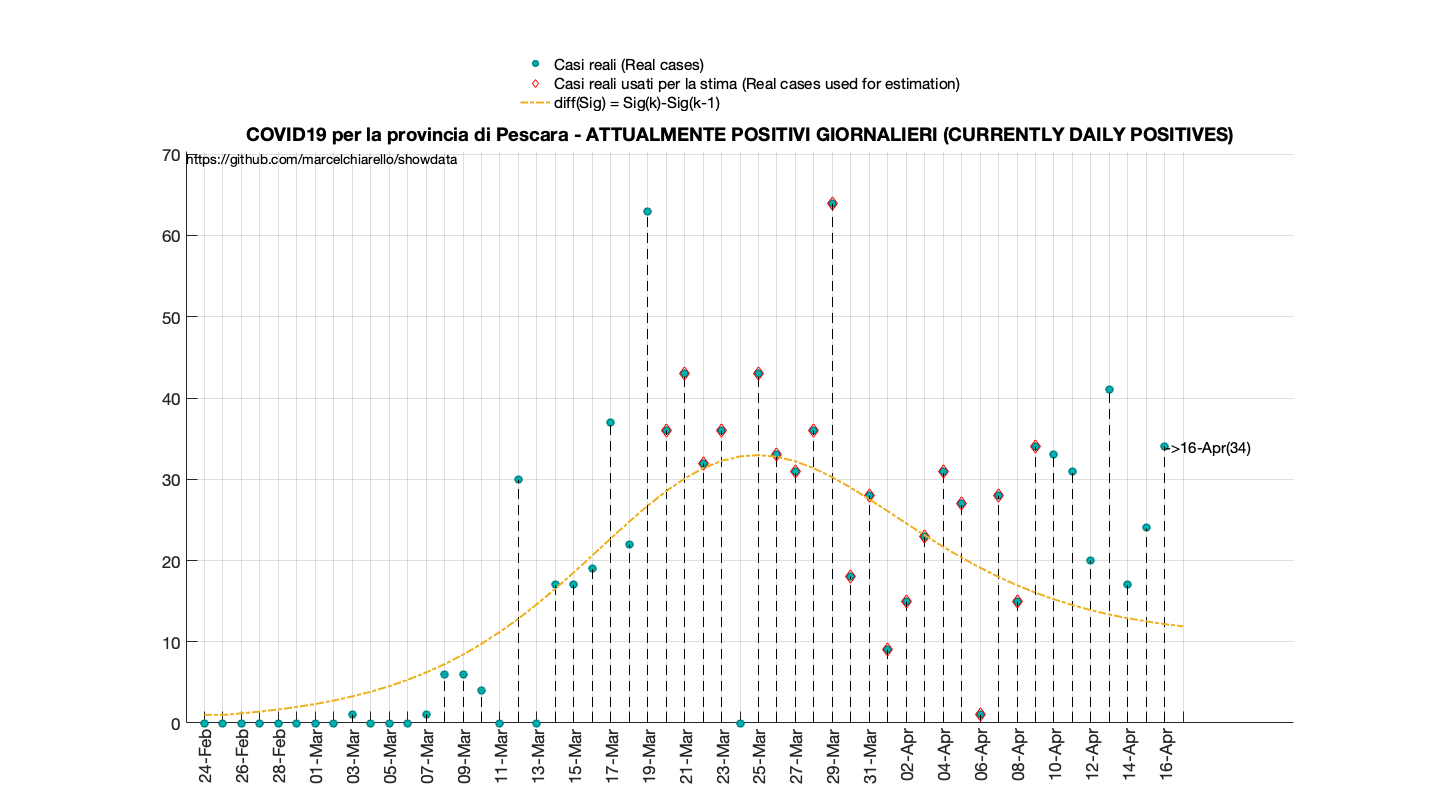 Casi reali (Real cases)
Casi reali usati per la stima (Real cases used for estimation)
diff(Sig) = Sig(k)-Sig(k-1)
COVID19 per la provincia di Pescara - ATTUALMENTE POSITIVI GIORNALIERI (CURRENTLY DAILY POSITIVES)
https://github.com/marcelchiarello/showdata
70
60
50
40
30
20
10
0
->16-Apr(34)
24-Feb
26-Feb
28-Feb
01-Mar
03-Mar
05-Mar
07-Mar
09-Mar
11-Mar
13-Mar
15-Mar
17-Mar
19-Mar
21-Mar
23-Mar
25-Mar
27-Mar
29-Mar
31-Mar
02-Apr
04-Apr
06-Apr
08-Apr
10-Apr
12-Apr
14-Apr
16-Apr